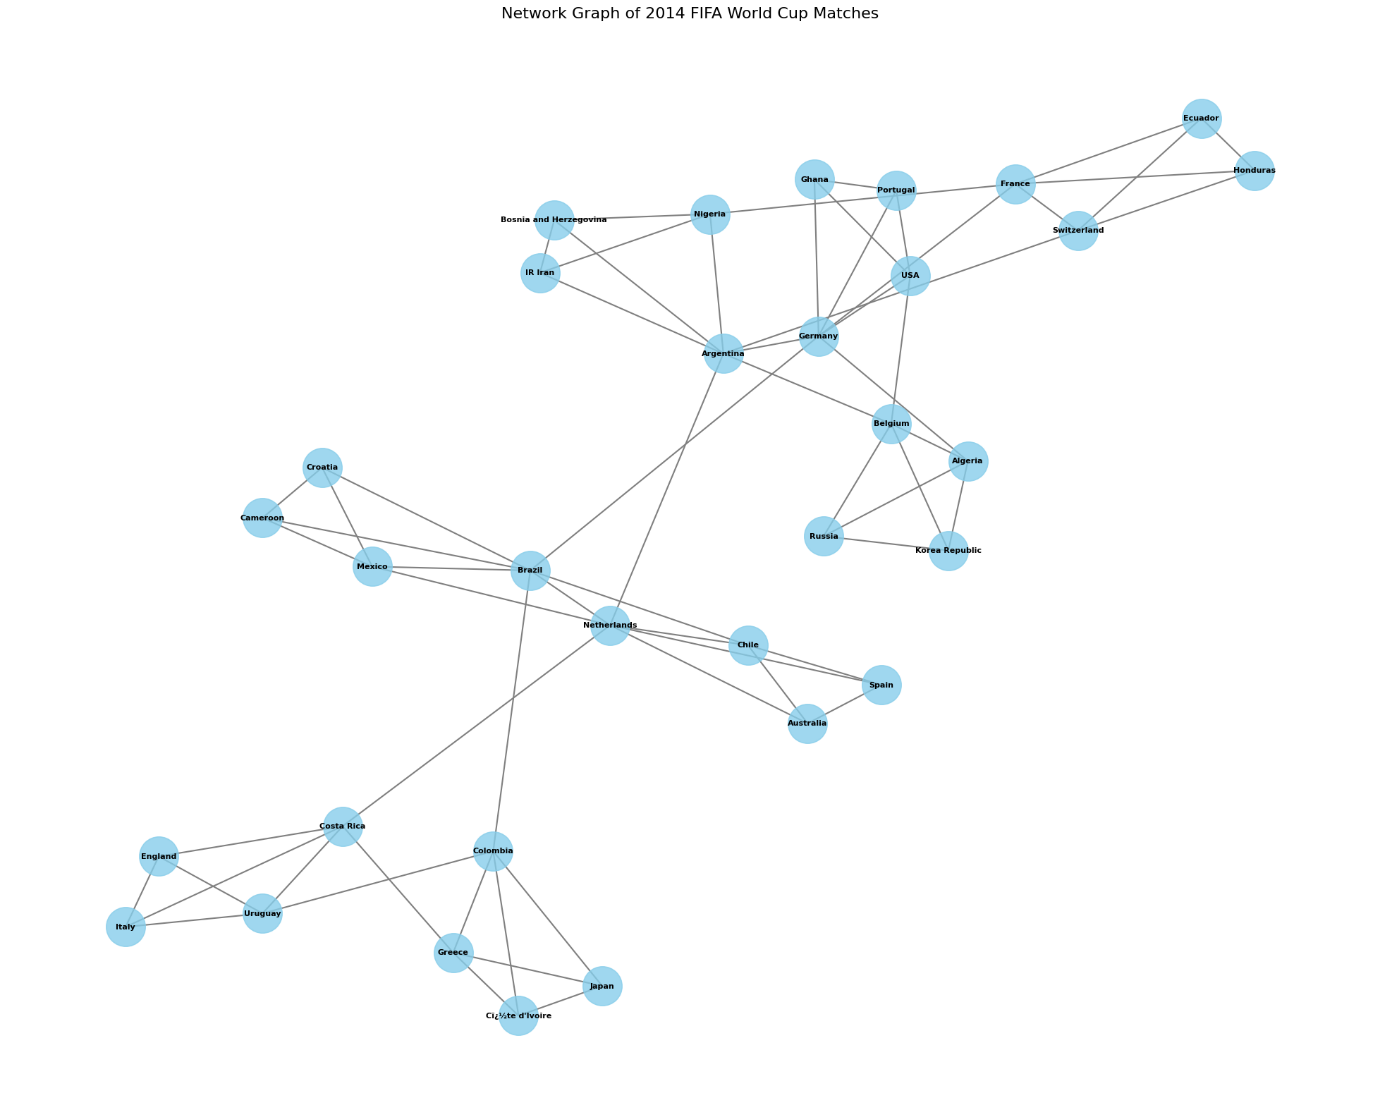 Network Graph of 2014 FIFA World Cup Matches
Ecuador
Honduras
Ghana
Portugal
France
Nigeria
Bosnia and Herzegovina
Switzerland
IR Iran
USA
Germany
Argentina
Belgium
Algeria
Croatia
Cameroon
Russia
Korea Republic
Mexico
Brazil
Netherlands
Chile
Spain
Australia
Costa Rica
Colombia
England
Uruguay
Italy
Greece
Japan
Cï¿½te d'Ivoire